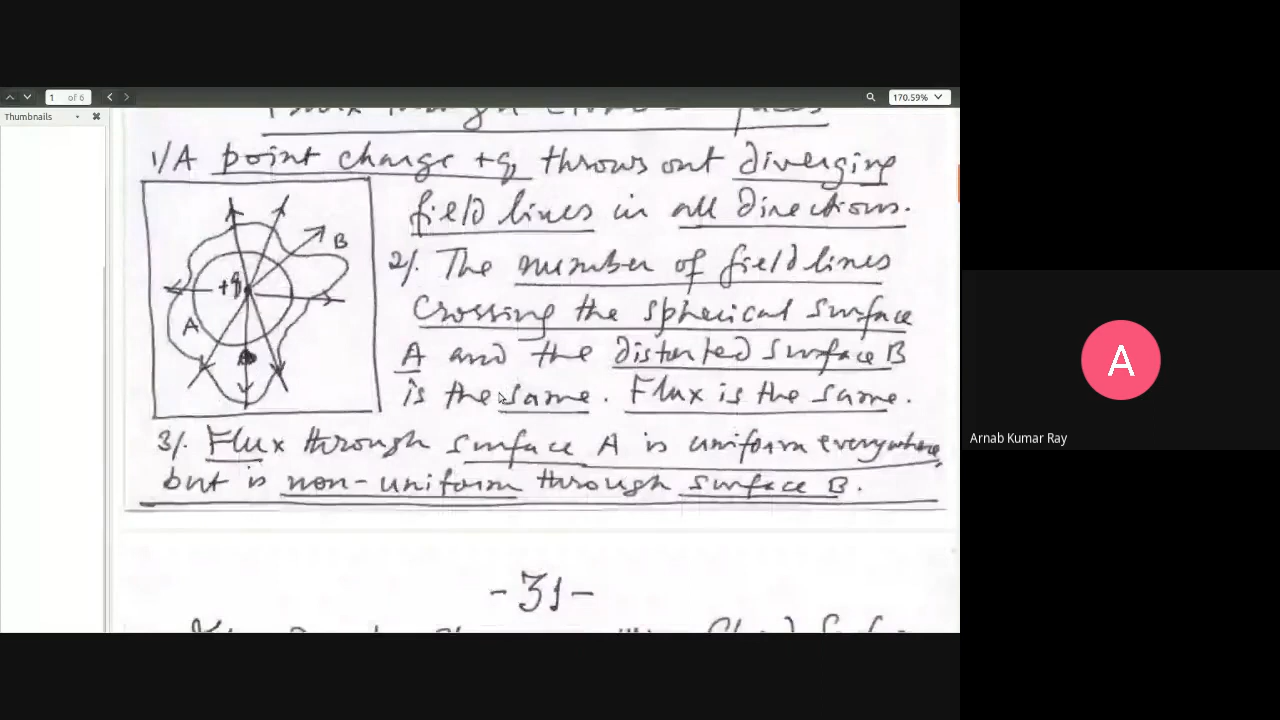 1 of 6
170.59%
Thumbnails
1/. A point charge +q throws out diverging
field lines in all directions.
2/. The number of field lines
crossing the spherical surface
A and the distorted surface B
is the same. Flux is the same.
+q
A
B
3/. Flux through surface A is uniform everywhere,
but is non-uniform through surface B.
-31-
A
Arnab Kumar Ray